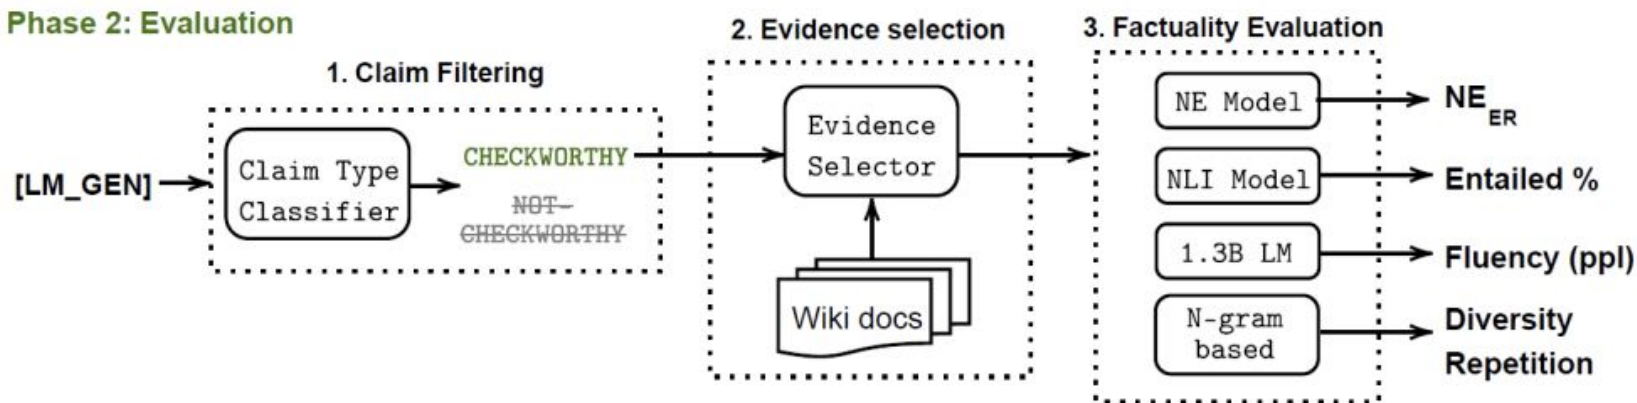 Phase 2: Evaluation
1. Claim Filtering
[LM_GEN]
Claim Type
Classifier
CHECKWORTHY
NOT-
CHECKWORTHY
2. Evidence selection
Evidence
Selector
Wiki docs
3. Factuality Evaluation
NE Model
NE ER
NLI Model
Entailed %
1.3B LM
Fluency (ppl)
N-gram
based
Diversity
Repetition